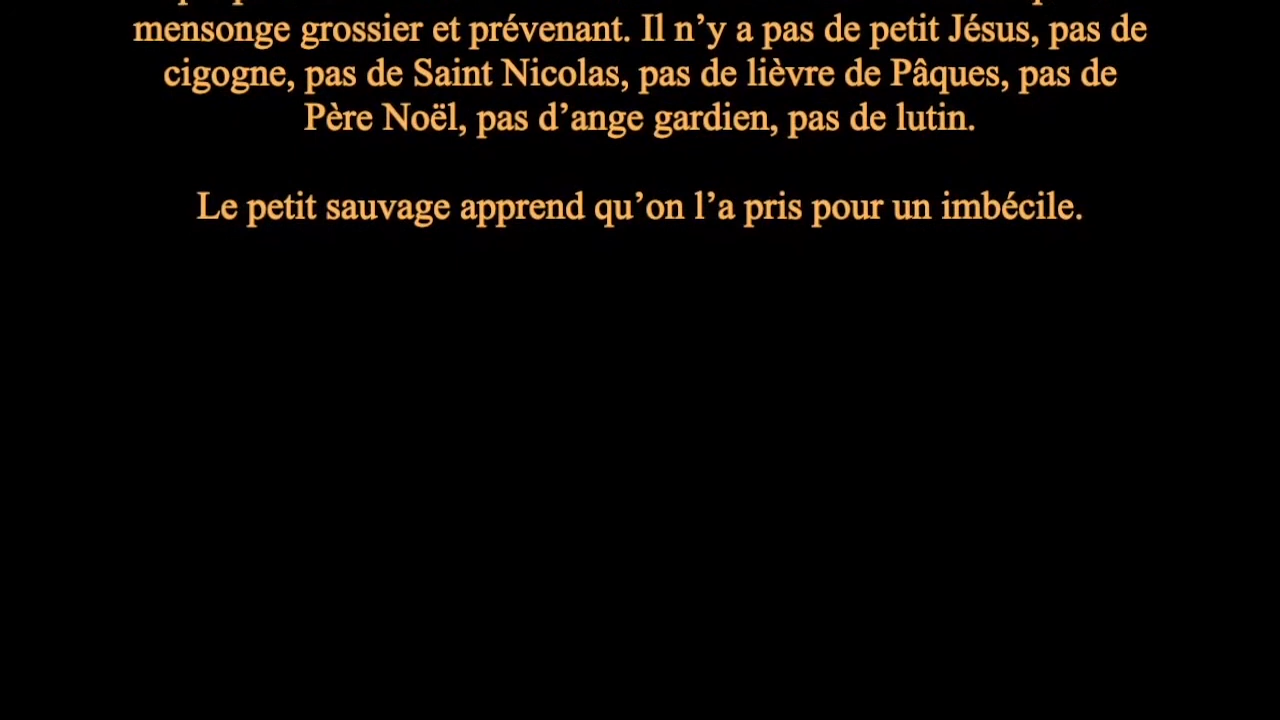 mensonge grossier et prévenant. Il n’y a pas de petit Jésus, pas de
cigogne, pas de Saint Nicolas, pas de lièvre de Pâques, pas de
Père Noël, pas d’ange gardien, pas de lutin.
Le petit sauvage apprend qu’on l’a pris pour un imbécile.